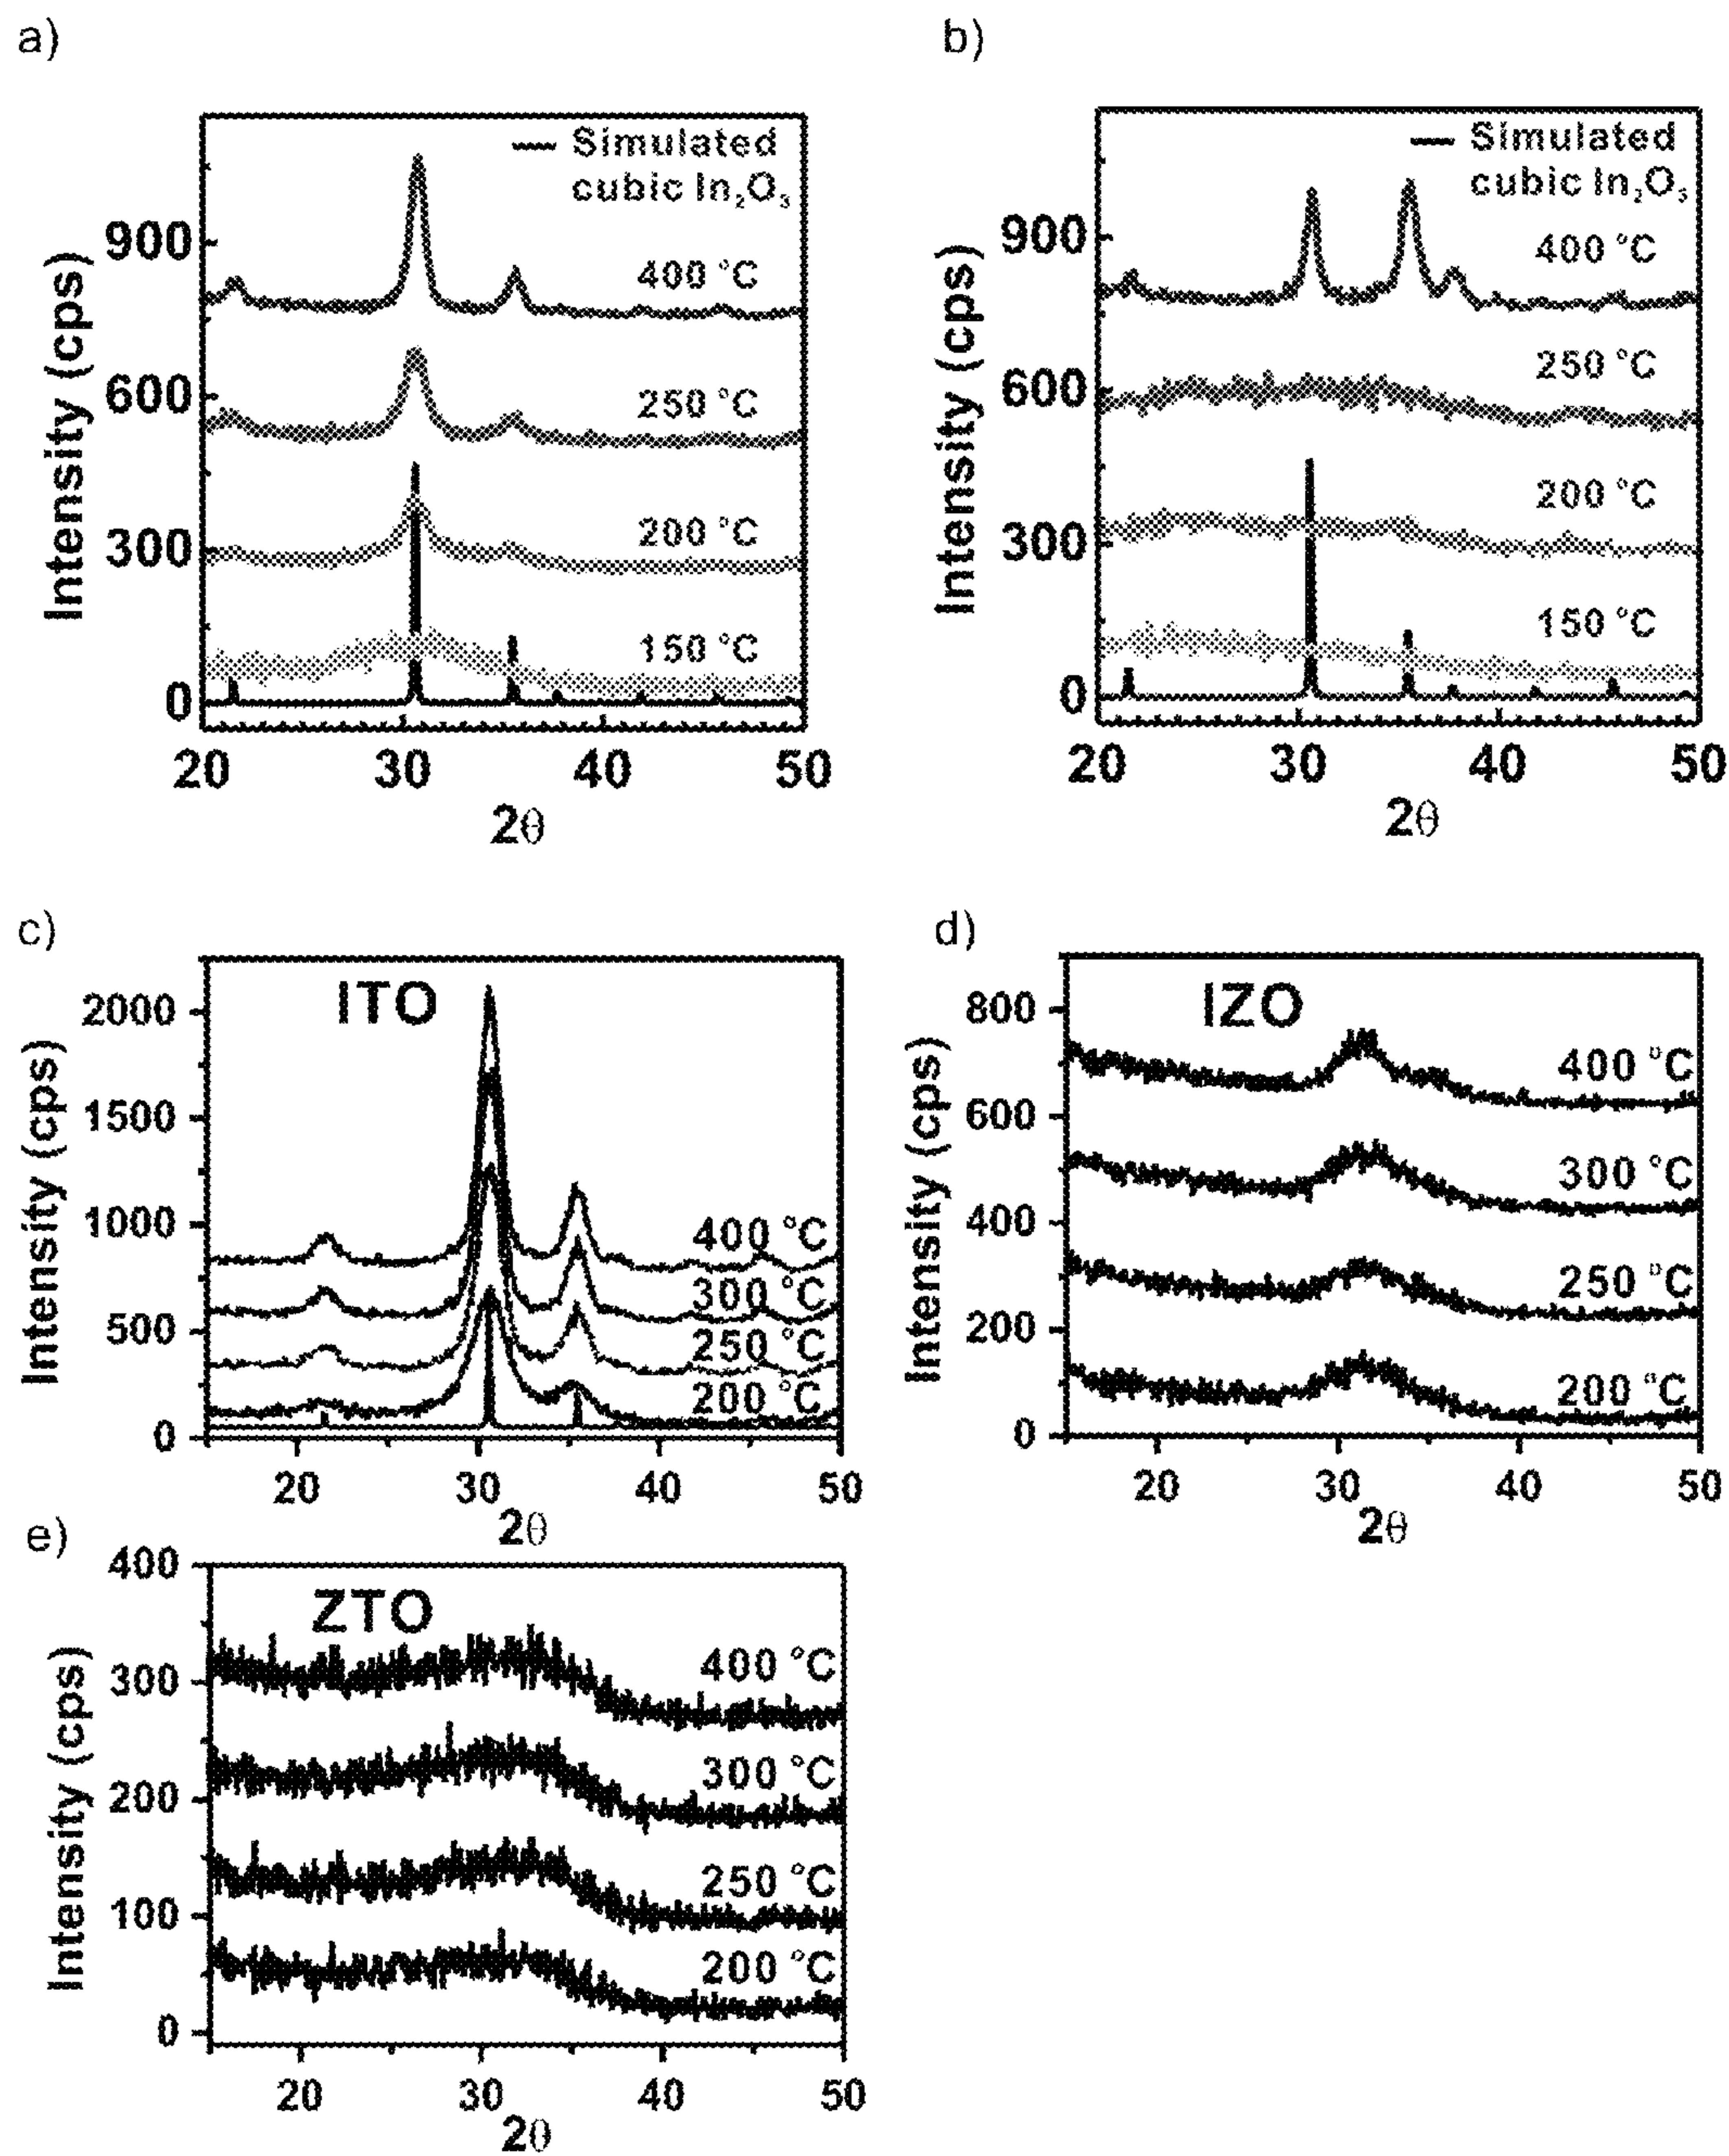 a)
Simulated
cubic In₂O₃
400 °C
250 °C
200 °C
150 °C
900
600
300
0
20 30 40 50
2θ
Intensity (cps)
b)
Simulated
cubic In₂O₃
400 °C
250 °C
200 °C
150 °C
900
600
300
0
20 30 40 50
2θ
Intensity (cps)
c)
ITO
2000
1500
1000
500
0
400 °C
300 °C
250 °C
200 °C
20 30 40 50
2θ
Intensity (cps)
d)
IZO
800
600
400
200
0
400 °C
300 °C
250 °C
200 °C
20 30 40 50
2θ
Intensity (cps)
e)
ZTO
400
300
200
100
0
400 °C
300 °C
250 °C
200 °C
20 30 40 50
2θ
Intensity (cps)